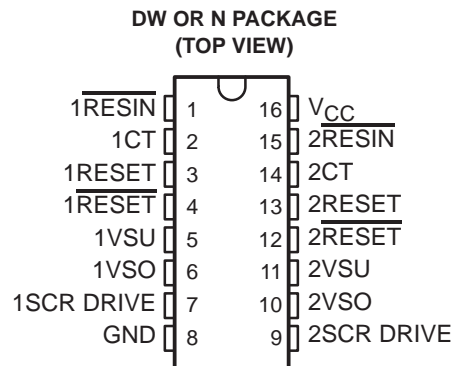 DW OR N PACKAGE
(TOP VIEW)
1RESIN 1 16 VCC
1CT 2 15 2RESIN
1RESET 3 14 2CT
1RESET 4 13 2RESET
1VSU 5 12 2RESET
1VSO 6 11 2VSU
1SCR DRIVE 7 10 2VSO
GND 8 9 2SCR DRIVE